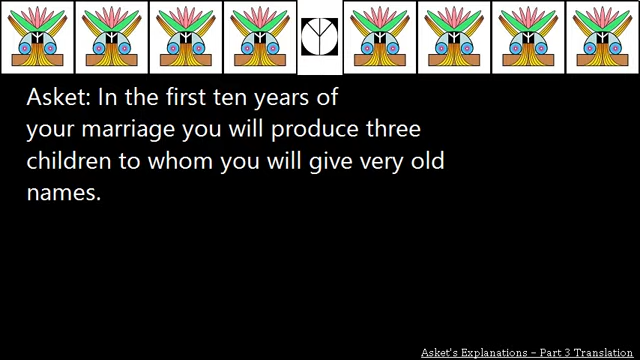 Asket: In the first ten years of
your marriage you will produce three
children to whom you will give very old
names.
Asket's Explanations – Part 3 Translation